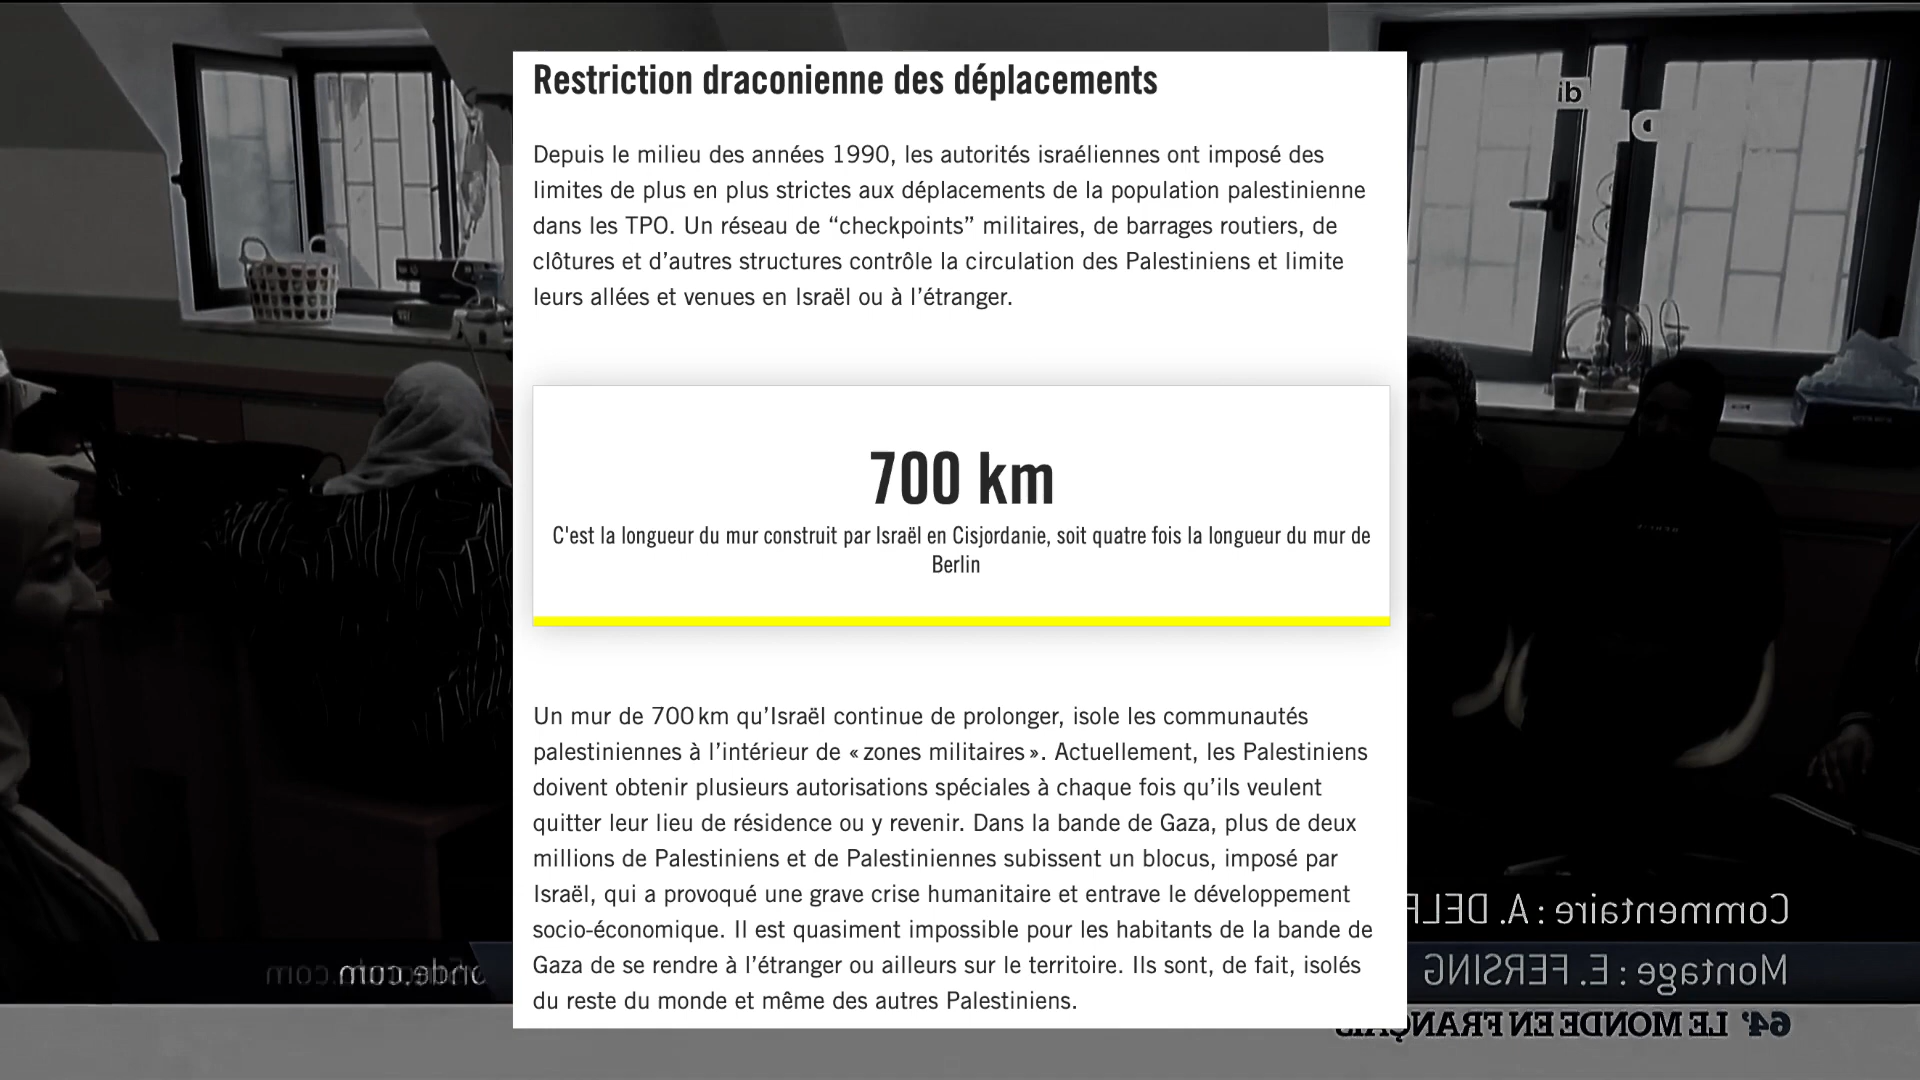 Restriction draconienne des déplacements
Depuis le milieu des années 1990, les autorités israéliennes ont imposé des
limites de plus en plus strictes aux déplacements de la population palestinienne
dans les TPO. Un réseau de “checkpoints” militaires, de barrages routiers, de
clôtures et d’autres structures contrôle la circulation des Palestiniens et limite
leurs allées et venues en Israël ou à l’étranger.
700 km
C'est la longueur du mur construit par Israël en Cisjordanie, soit quatre fois la longueur du mur de
Berlin
Un mur de 700 km qu’Israël continue de prolonger, isole les communautés
palestiniennes à l’intérieur de « zones militaires ». Actuellement, les Palestiniens
doivent obtenir plusieurs autorisations spéciales à chaque fois qu’ils veulent
quitter leur lieu de résidence ou y revenir. Dans la bande de Gaza, plus de deux
millions de Palestiniens et de Palestiniennes subissent un blocus, imposé par
Israël, qui a provoqué une grave crise humanitaire et entrave le développement
socio-économique. Il est quasiment impossible pour les habitants de la bande de
Gaza de se rendre à l’étranger ou ailleurs sur le territoire. Ils sont, de fait, isolés
du reste du monde et même des autres Palestiniens.
Commentaire : A.
Montage : E. FERSING
64' LE MONDE EN FRANÇAIS